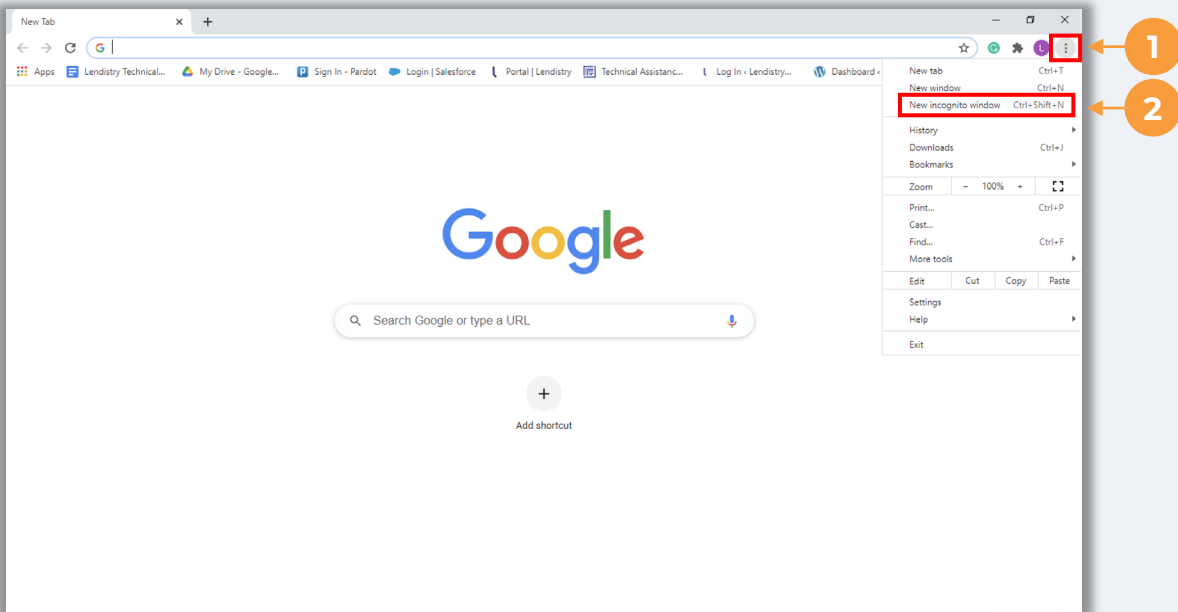 New Tab
G
Apps Lendistry Technical... My Drive - Google... Sign In - Pardot Login | Salesforce Portal | Lendistry Technical Assistanc... Log In ‹ Lendistry... Dashboard ‹
L
1
New tab Ctrl+T
New window Ctrl+N
New incognito window Ctrl+Shift+N
2
History
Downloads Ctrl+J
Bookmarks
Zoom - 100% +
Print... Ctrl+P
Cast...
Find... Ctrl+F
More tools
Edit Cut Copy Paste
Settings
Help
Exit
Google
Search Google or type a URL
Add shortcut